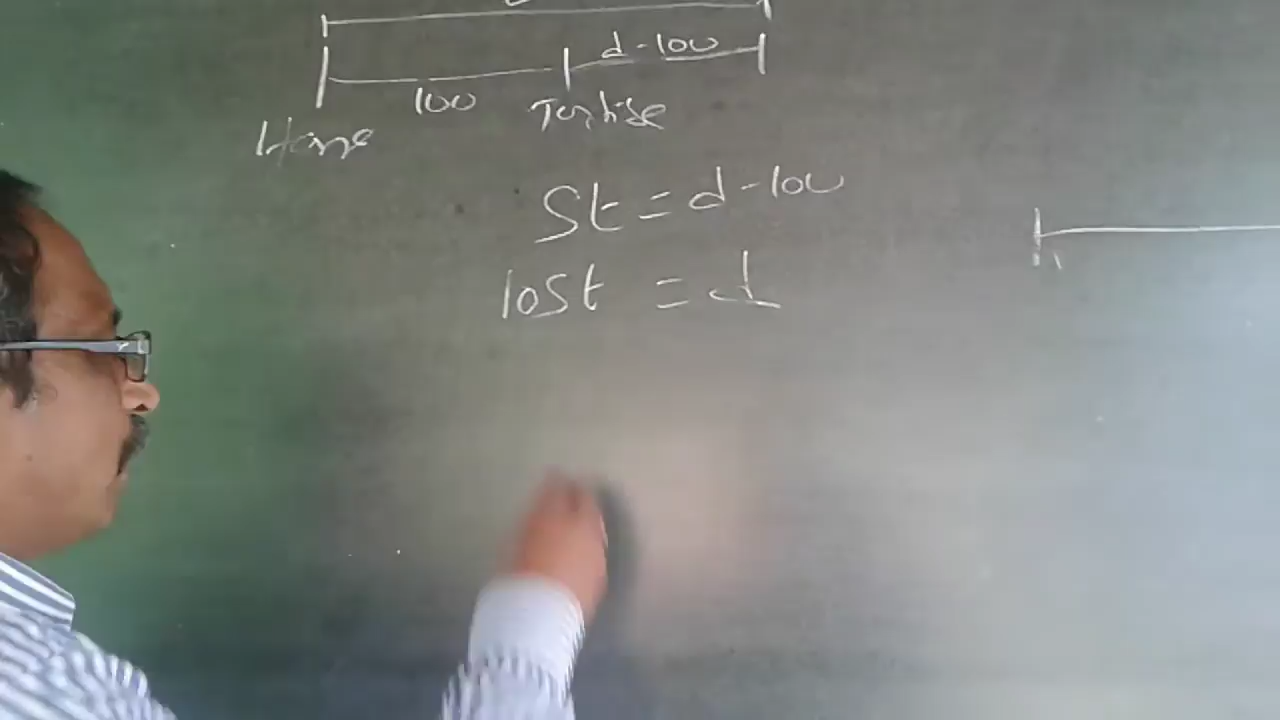 d-100
100
Tortise
Hare
St = d-100
10St = d